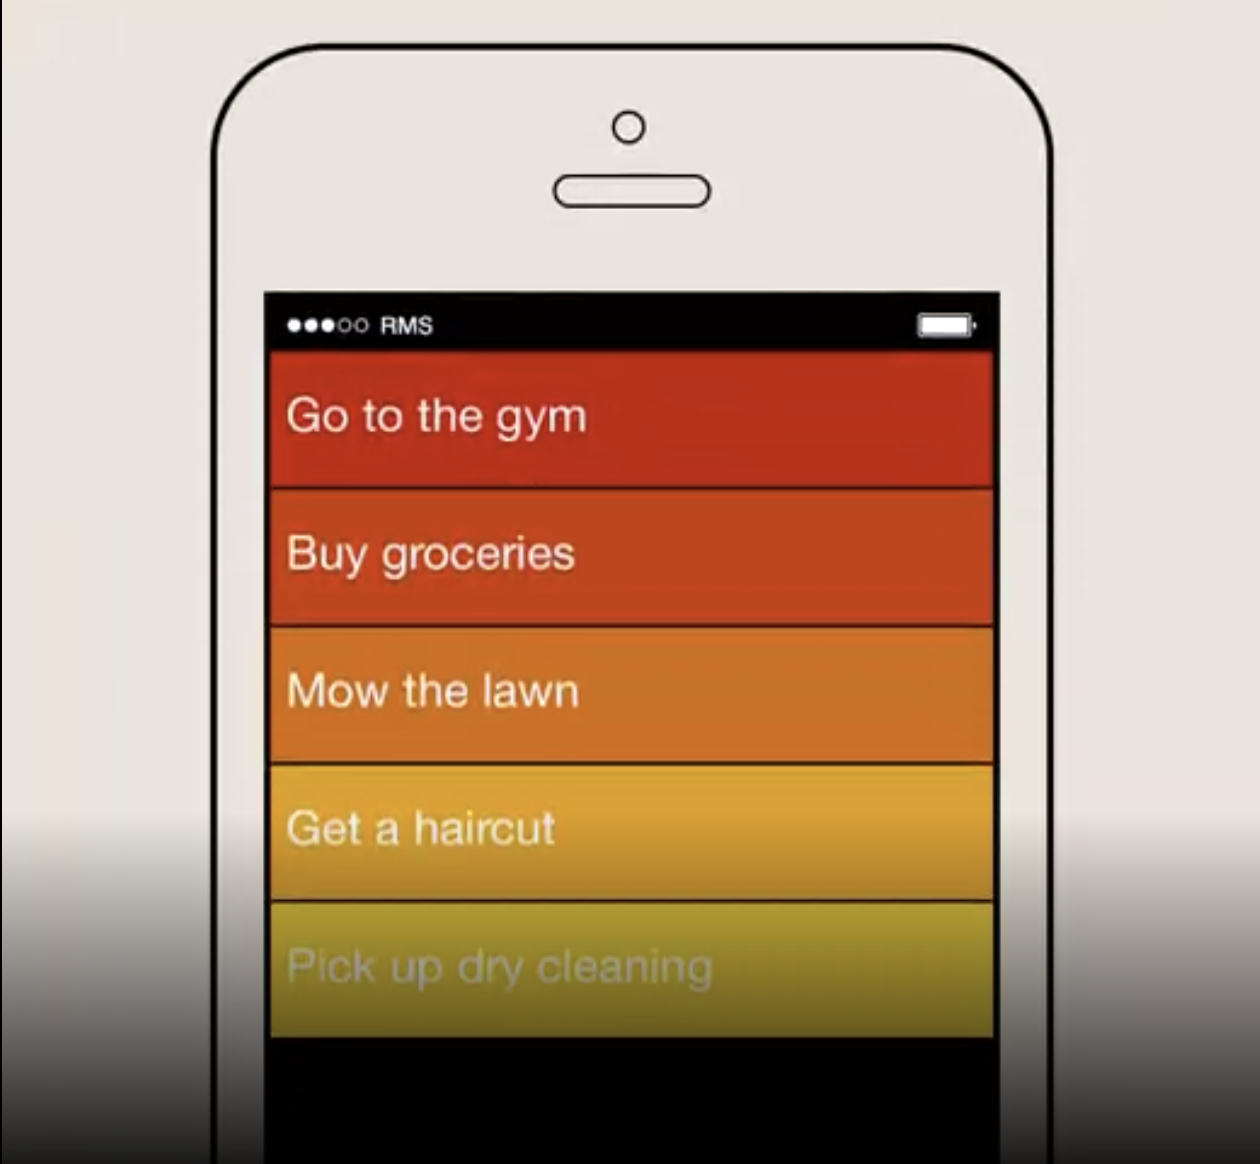 RMS
Go to the gym
Buy groceries
Mow the lawn
Get a haircut
Pick up dry cleaning